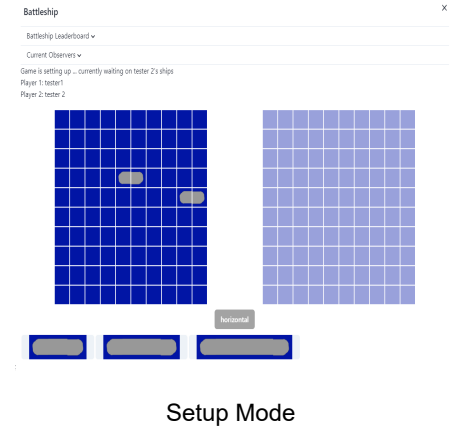 Battleship
X
Battleship Leaderboard
Current Observers
Game is setting up ... currently waiting on tester 2's ships
Player 1: tester1
Player 2: tester 2
horizontal
Setup Mode